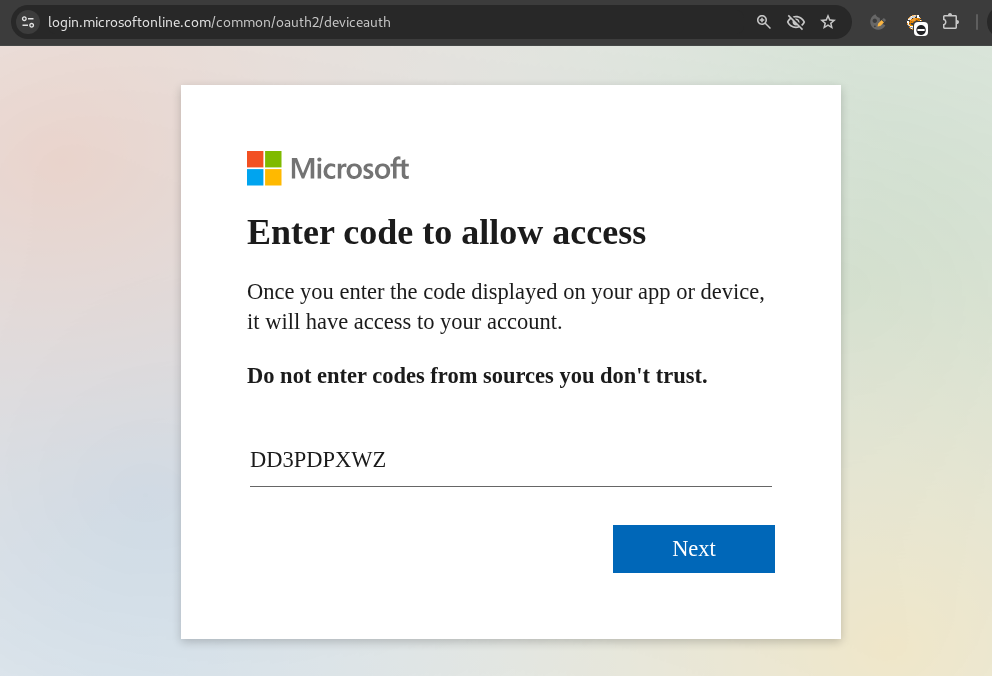 login.microsoftonline.com/common/oauth2/deviceauth
Microsoft
Enter code to allow access
Once you enter the code displayed on your app or device,
it will have access to your account.
Do not enter codes from sources you don't trust.
DD3PDPXWZ
Next